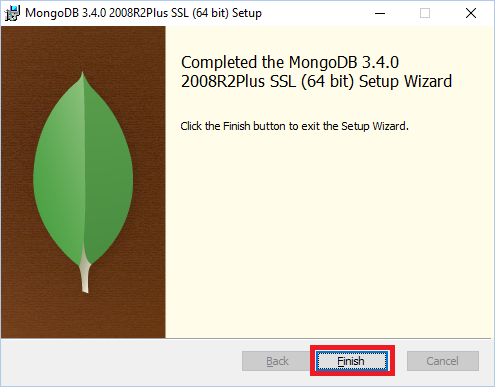 MongoDB 3.4.0 2008R2Plus SSL (64 bit) Setup
Completed the MongoDB 3.4.0
2008R2Plus SSL (64 bit) Setup Wizard
Click the Finish button to exit the Setup Wizard.
Back Finish Cancel